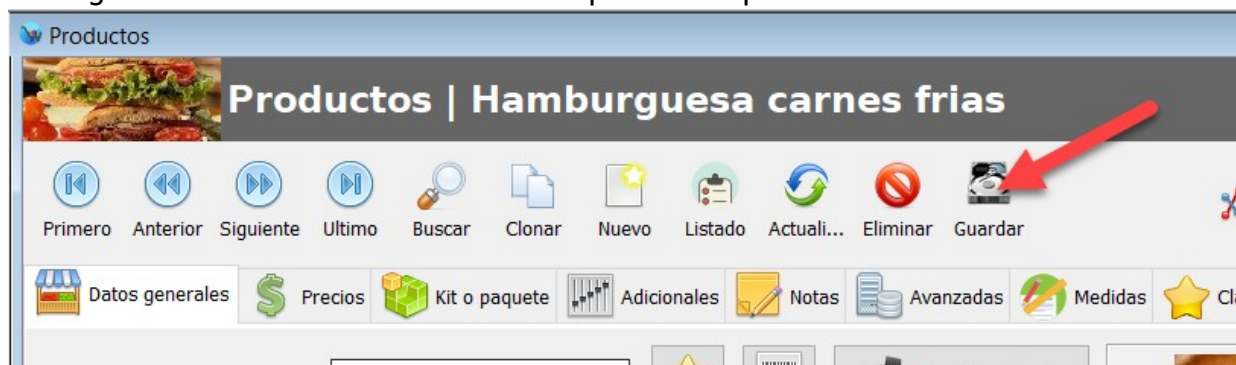 Productos
Productos | Hamburguesa carnes frias
Primero Anterior Siguiente Ultimo Buscar Clonar Nuevo Listado Actuali... Eliminar Guardar
Datos generales Precios Kit o paquete Adicionales Notas Avanzadas Medidas